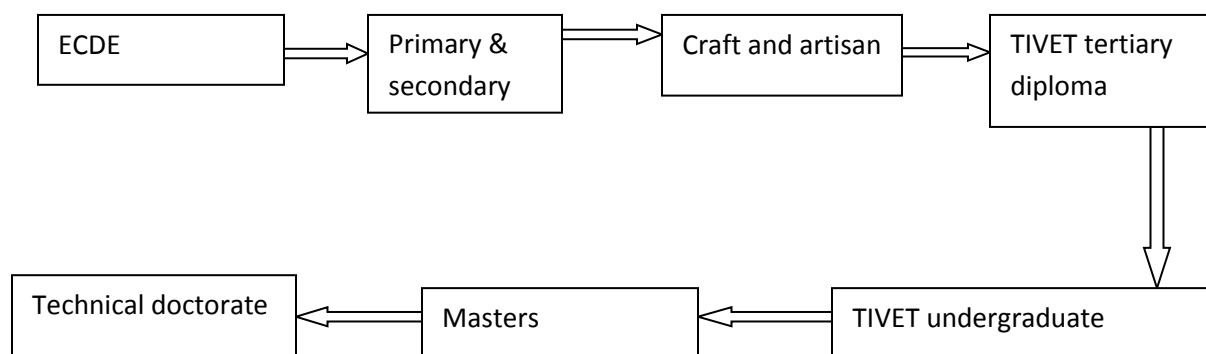 ECDE
Primary &
secondary
Craft and artisan
TIVET tertiary
diploma
Technical doctorate
Masters
TIVET undergraduate